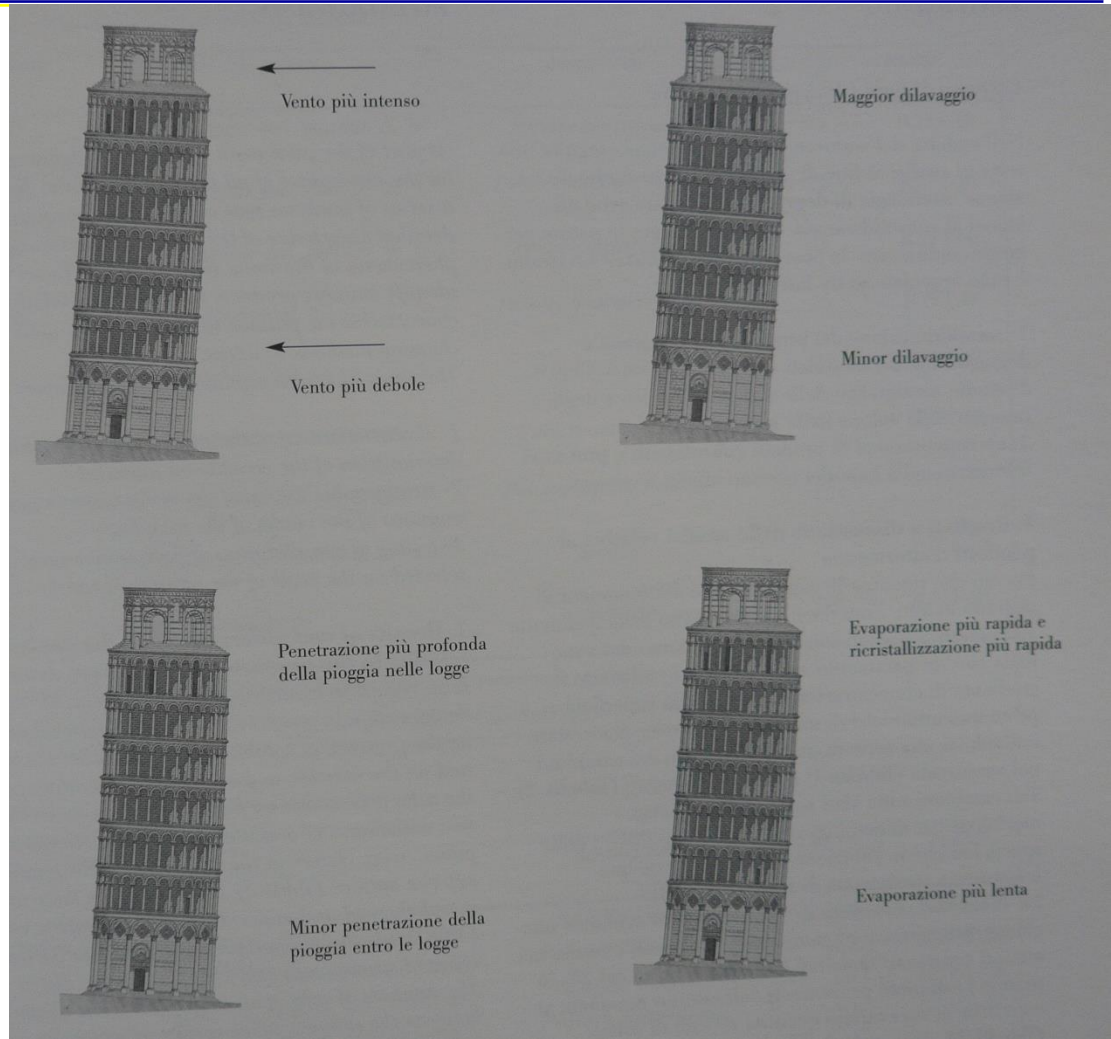 Vento più intenso
Vento più debole
Maggior dilavaggio
Minor dilavaggio
Penetrazione più profonda
della pioggia nelle logge
Minor penetrazione della
pioggia entro le logge
Evaporazione più rapida e
ricristallizzazione più rapida
Evaporazione più lenta